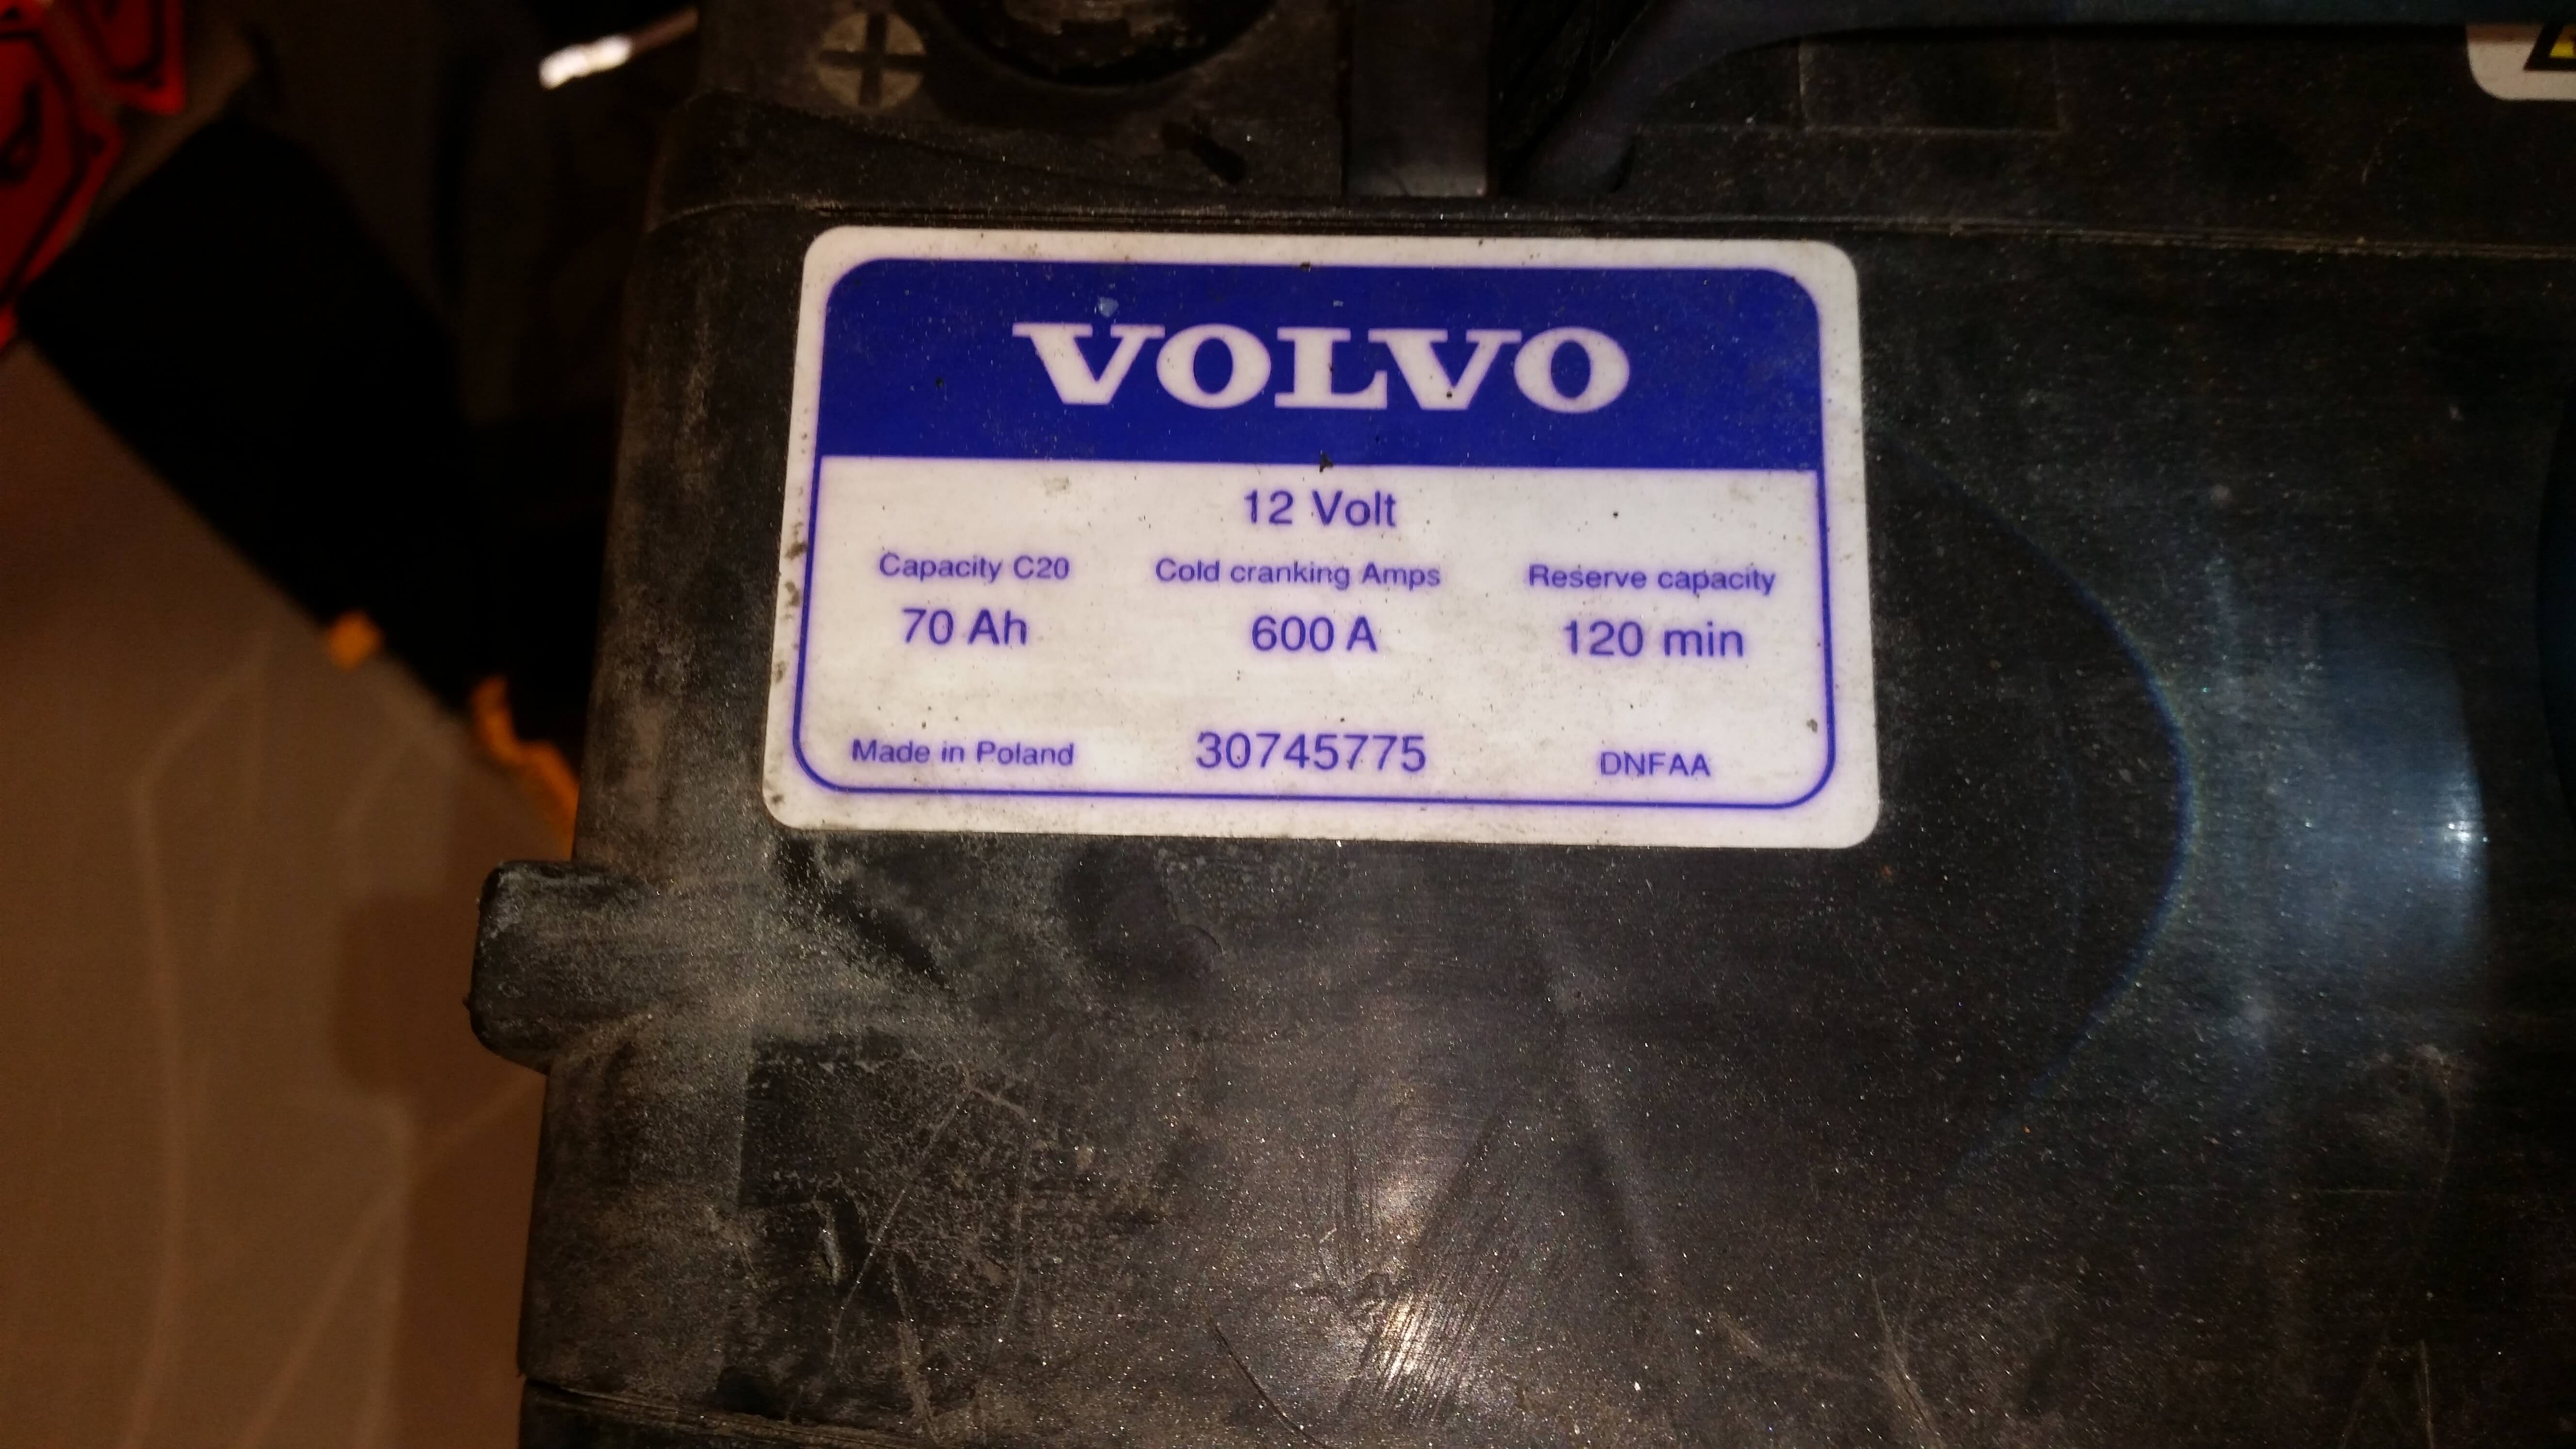 VOLVO
12 Volt
Capacity C20 Cold cranking Amps Reserve capacity
70 Ah 600 A 120 min
Made in Poland 30745775 DNFAA